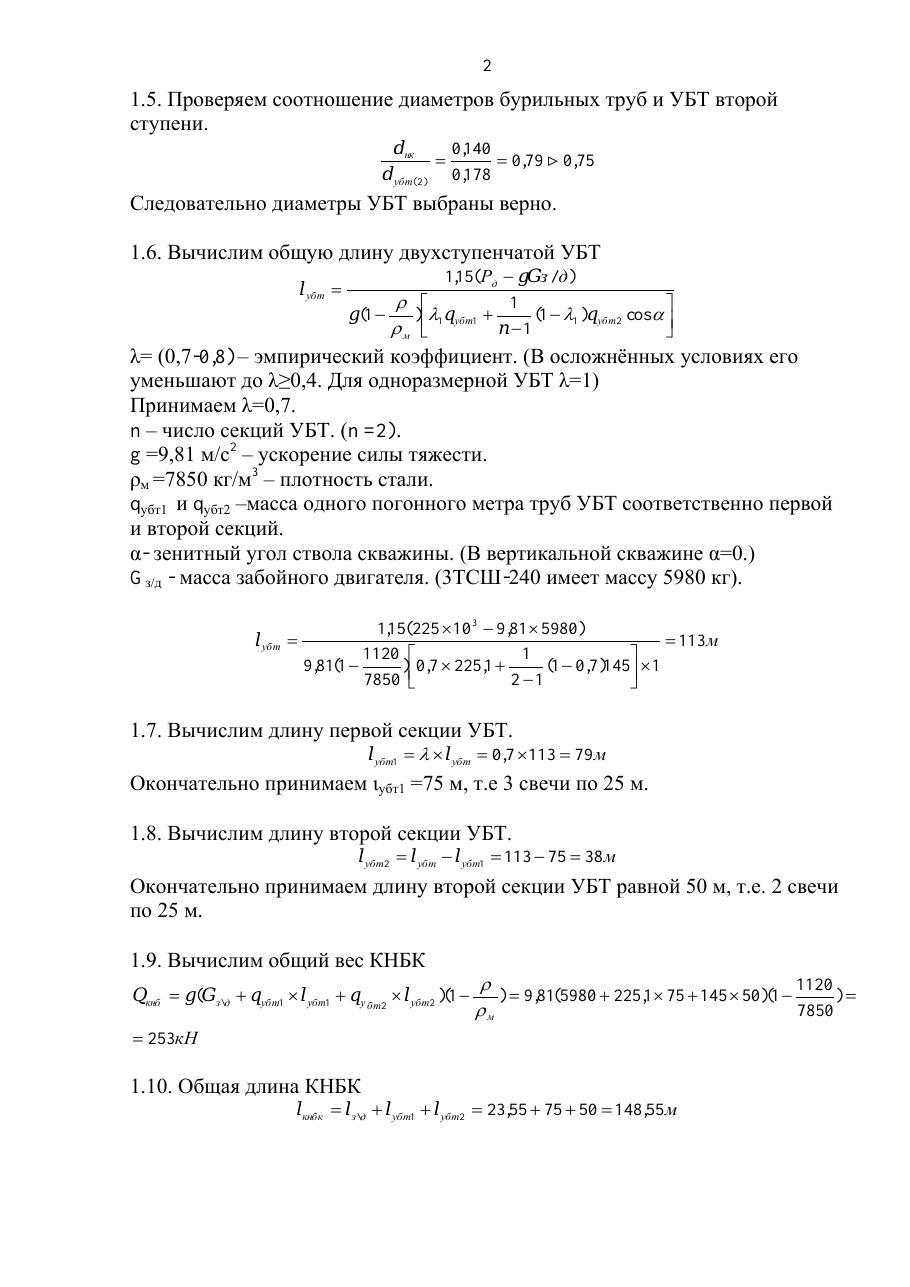 2
1.5. Проверяем соотношение диаметров бурильных труб и УБТ второй
ступени.
d_нк / d_убт(2) = 0,140 / 0,178 = 0,79 ⊳ 0,75
Следовательно диаметры УБТ выбраны верно.
1.6. Вычислим общую длину двухступенчатой УБТ
l_убт = 1,15(P_д − gGз/д) / g(1 − ρ/ρ_м)[λ_1 q_убт1 + 1/(n−1) (1 − λ_1)q_убт2 cosα]
λ= (0,7-0,8) – эмпирический коэффициент. (В осложнённых условиях его
уменьшают до λ≥0,4. Для одноразмерной УБТ λ=1)
Принимаем λ=0,7.
n – число секций УБТ. (n =2).
g =9,81 м/с² – ускорение силы тяжести.
ρм =7850 кг/м³ – плотность стали.
qубт1 и qубт2 –масса одного погонного метра труб УБТ соответственно первой
и второй секций.
α- зенитный угол ствола скважины. (В вертикальной скважине α=0.)
G з/д - масса забойного двигателя. (3ТСШ-240 имеет массу 5980 кг).
l_убт = 1,15(225 × 10³ − 9,81 × 5980) / 9,81(1 − 1120/7850)[0,7 × 225,1 + 1/(2−1) (1 − 0,7)145] × 1 = 113м
1.7. Вычислим длину первой секции УБТ.
l_убт1 = λ × l_убт = 0,7 × 113 = 79м
Окончательно принимаем ιубт1 =75 м, т.е 3 свечи по 25 м.
1.8. Вычислим длину второй секции УБТ.
l_убт2 = l_убт − l_убт1 = 113 − 75 = 38м
Окончательно принимаем длину второй секции УБТ равной 50 м, т.е. 2 свечи
по 25 м.
1.9. Вычислим общий вес КНБК
Q_кнб = g(G_з\д + q_убт1 × l_убт1 + q_убт2 × l_убт2)(1 − ρ/ρ_м) = 9,81(5980 + 225,1 × 75 + 145 × 50)(1 − 1120/7850) =
= 253кН
1.10. Общая длина КНБК
l_кнбк = l_з\д + l_убт1 + l_убт2 = 23,55 + 75 + 50 = 148,55м